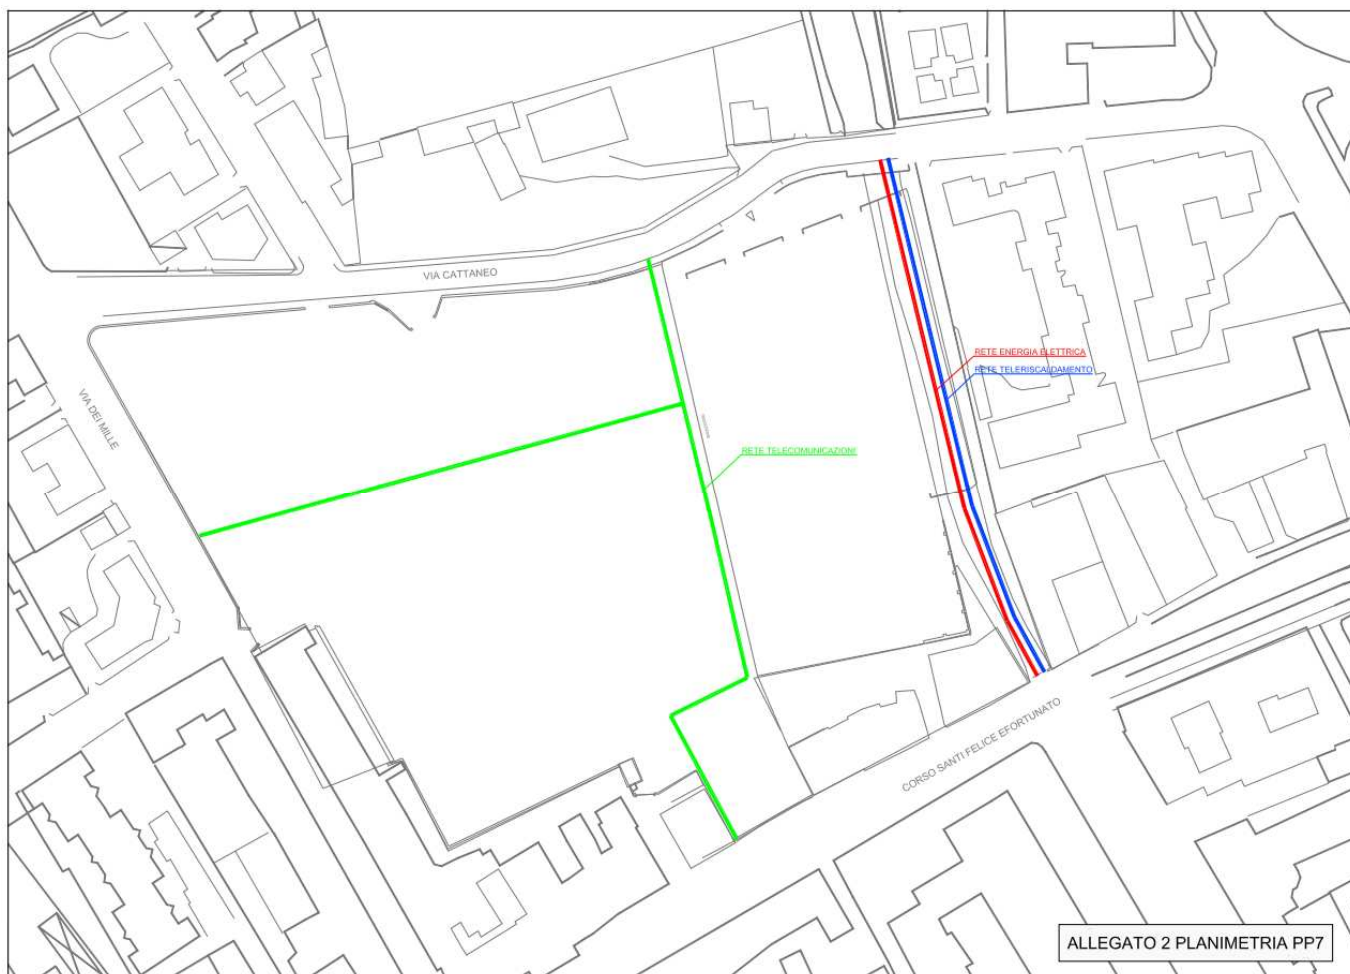 VIA CATTANEO
VIA DEI MILLE
RETE ENERGIA ELETTRICA
RETE TELERISCALDAMENTO
RETE TELECOMUNICAZIONI
CORSO SANTI FELICE EFORTUNATO
ALLEGATO 2 PLANIMETRIA PP7